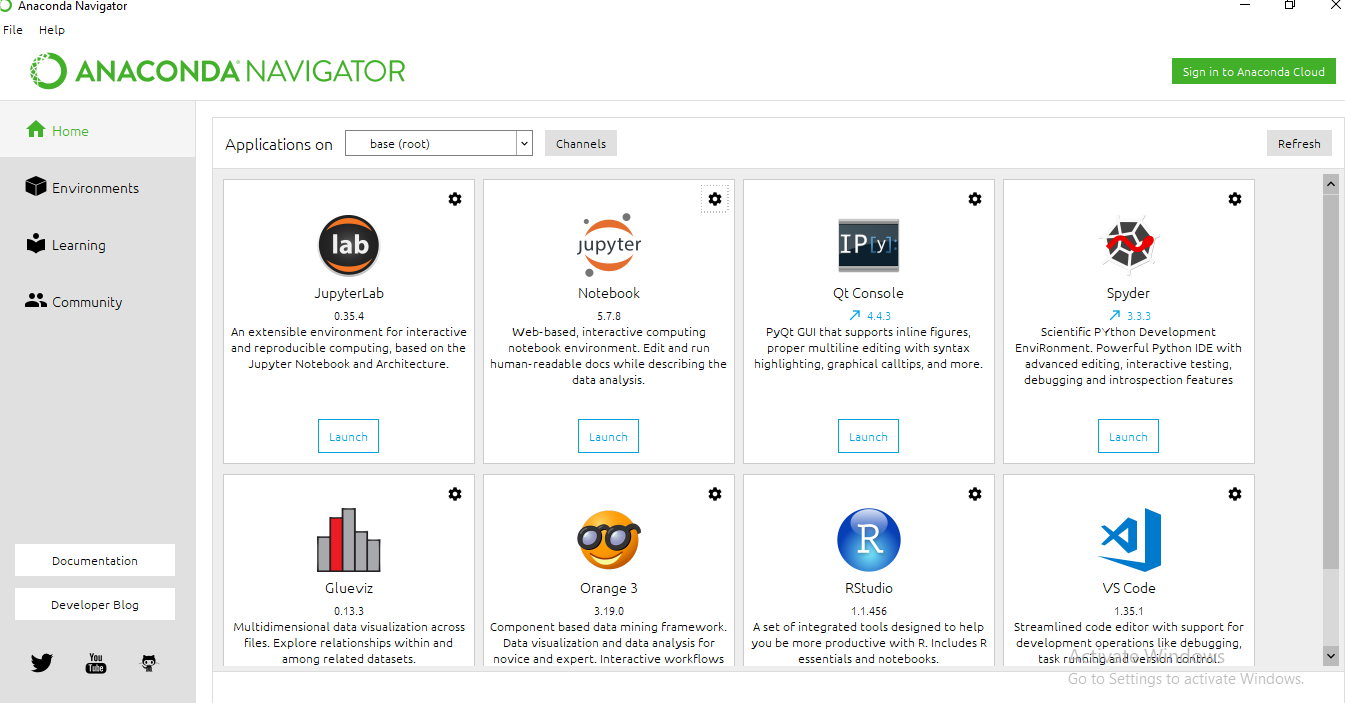 Anaconda Navigator
File Help
ANACONDA NAVIGATOR
Sign in to Anaconda Cloud
Home
Environments
Learning
Community
Documentation
Developer Blog
You
Tube
Applications on base (root) Channels Refresh
lab
JupyterLab
0.35.4
An extensible environment for interactive
and reproducible computing, based on the
Jupyter Notebook and Architecture.
Launch
jupyter
Notebook
5.7.8
Web-based, interactive computing
notebook environment. Edit and run
human-readable docs while describing the
data analysis.
Launch
IP[y]:
Qt Console
4.4.3
PyQt GUI that supports inline figures,
proper multiline editing with syntax
highlighting, graphical calltips, and more.
Launch
Spyder
3.3.3
Scientific PYthon Development
EnviRonment. Powerful Python IDE with
advanced editing, interactive testing,
debugging and introspection features
Launch
Glueviz
0.13.3
Multidimensional data visualization across
files. Explore relationships within and
among related datasets.
Orange 3
3.19.0
Component based data mining framework.
Data visualization and data analysis for
novice and expert. Interactive workflows
R
RStudio
1.1.456
A set of integrated tools designed to help
you be more productive with R. Includes R
essentials and notebooks.
VS Code
1.35.1
Streamlined code editor with support for
development operations like debugging,
task running and version control.
Activate Windows
Go to Settings to activate Windows.